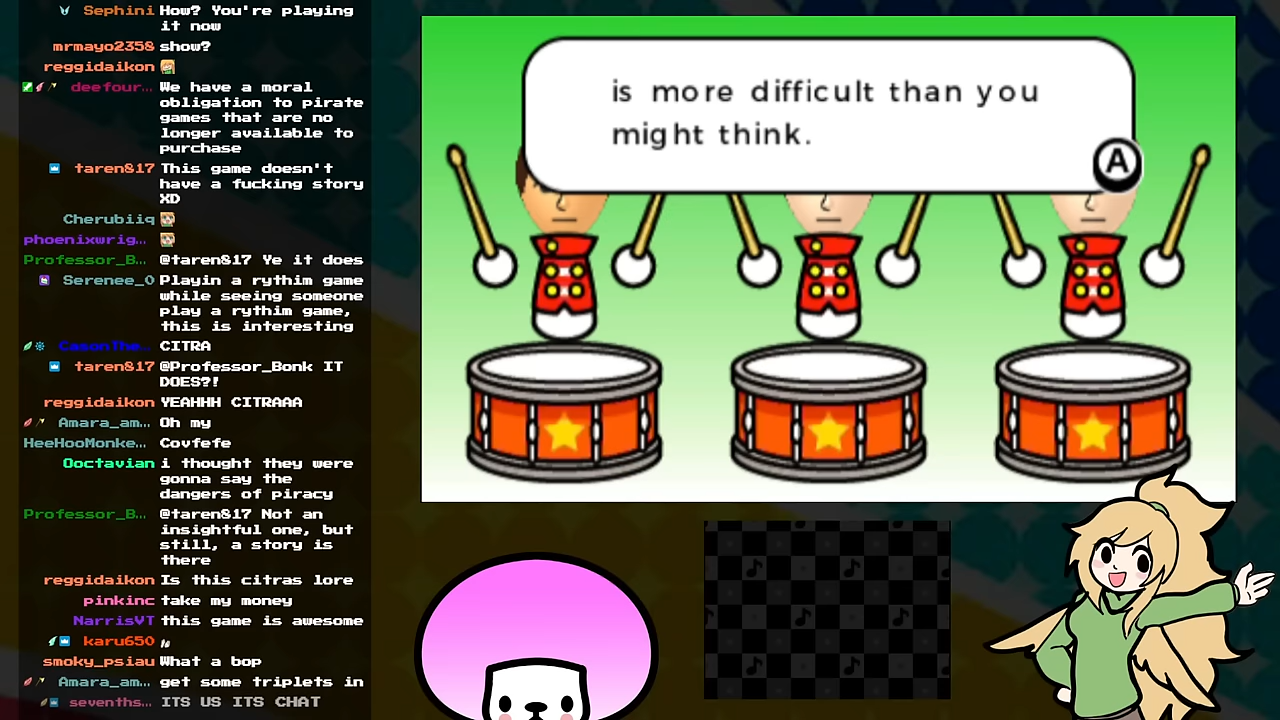 Sephini How? You're playing
it now
mrmayo2358 show?
reggidaikon
deefour... We have a moral
obligation to pirate
games that are no
longer available to
purchase
taren817 This game doesn't
have a fucking story
XD
Cherubiiq
phoenixwrig...
Professor_B... @taren817 Ye it does
Serenee_0 Playin a rythim game
while seeing someone
play a rythim game,
this is interesting
CasonThe... CITRA
taren817 @Professor_Bonk IT
DOES?!
reggidaikon YEAHHH CITRAAA
Amara_am... Oh my
HeeHooMonke... Covfefe
Ooctavian i thought they were
gonna say the
dangers of piracy
Professor_B... @taren817 Not an
insightful one, but
still, a story is
there
reggidaikon Is this citras lore
pinkinc take my money
NarrisVT this game is awesome
karu650
smoky_psiau What a bop
Amara_am... get some triplets in
sevenths... ITS US ITS CHAT
is more difficult than you
might think.
A